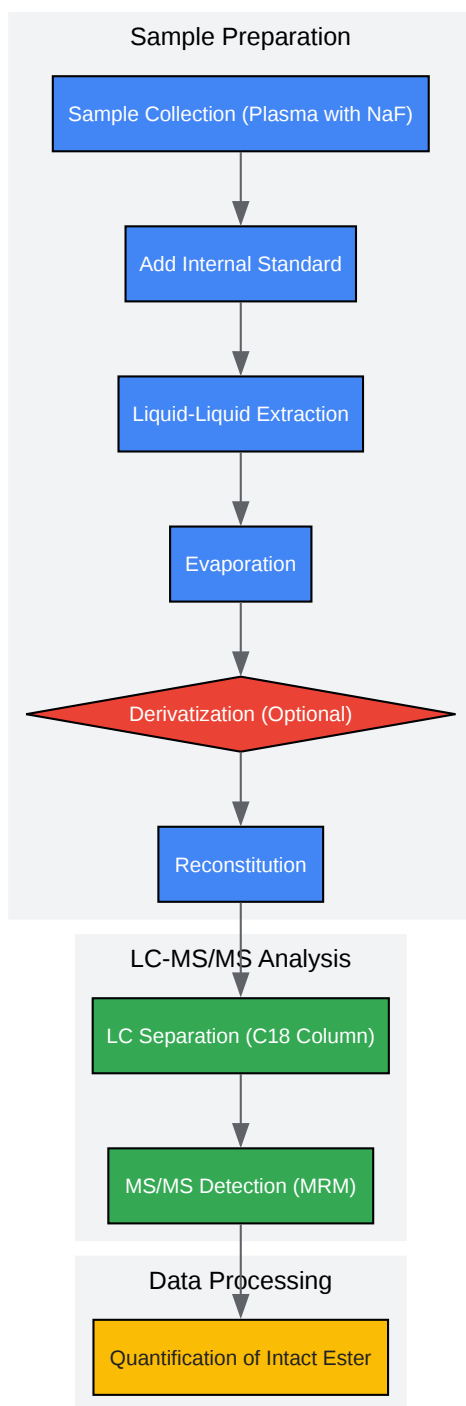 Sample Preparation
Sample Collection (Plasma with NaF)
Add Internal Standard
Liquid-Liquid Extraction
Evaporation
Derivatization (Optional)
Reconstitution
LC-MS/MS Analysis
LC Separation (C18 Column)
MS/MS Detection (MRM)
Data Processing
Quantification of Intact Ester